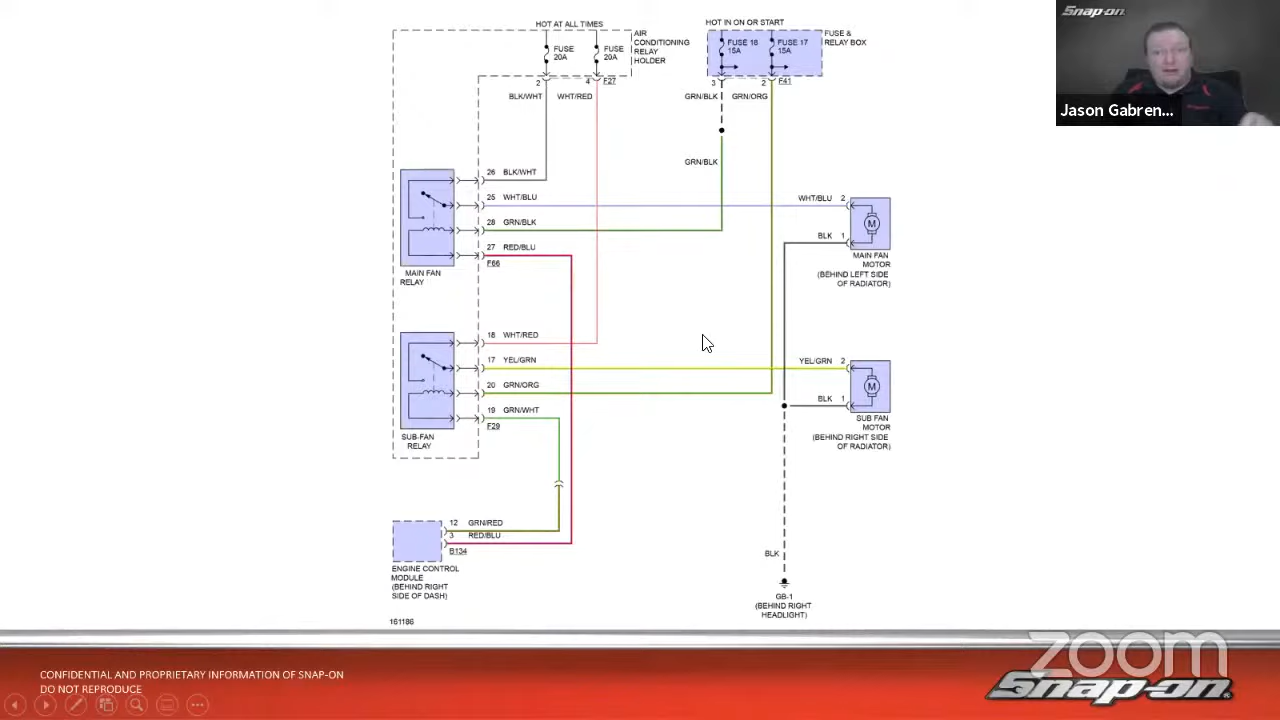 HOT AT ALL TIMES
HOT IN ON OR START
FUSE
20A
FUSE
20A
AIR
CONDITIONING
RELAY
HOLDER
FUSE 18
15A
FUSE 17
15A
FUSE &
RELAY BOX
2
4
F27
3
2
F41
BLK/WHT
WHT/RED
GRN/BLK
GRN/ORG
GRN/BLK
26 BLK/WHT
25 WHT/BLU
28 GRN/BLK
27 RED/BLU
F66
MAIN FAN
RELAY
WHT/BLU 2
BLK 1
M
MAIN FAN
MOTOR
(BEHIND LEFT SIDE
OF RADIATOR)
18 WHT/RED
17 YEL/GRN
20 GRN/ORG
19 GRN/WHT
F29
SUB-FAN
RELAY
YEL/GRN 2
BLK 1
M
SUB FAN
MOTOR
(BEHIND RIGHT SIDE
OF RADIATOR)
12 GRN/RED
3 RED/BLU
B134
ENGINE CONTROL
MODULE
(BEHIND RIGHT
SIDE OF DASH)
BLK
GB-1
(BEHIND RIGHT
HEADLIGHT)
161186
Snap-on
Jason Gabren...
CONFIDENTIAL AND PROPRIETARY INFORMATION OF SNAP-ON
DO NOT REPRODUCE
zoom
Snap-on